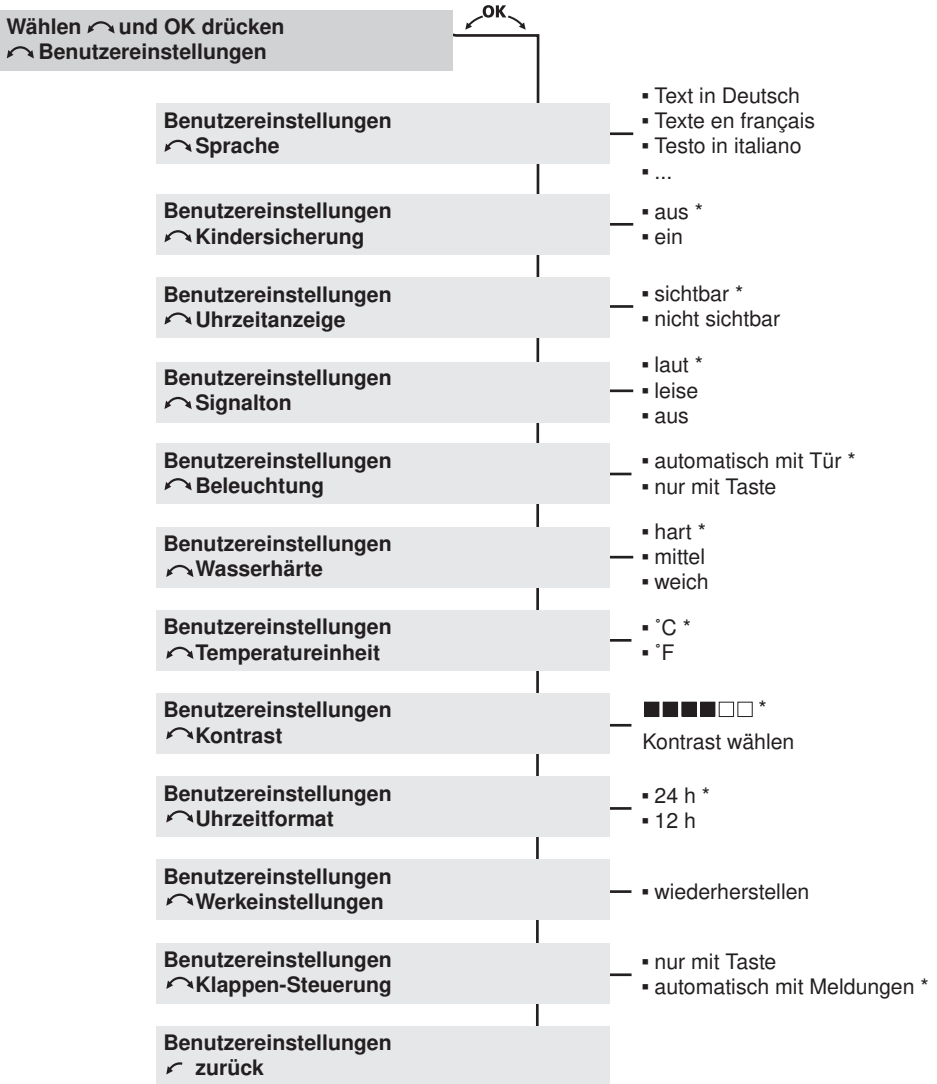 OK
Wählen und OK drücken
Benutzereinstellungen
Benutzereinstellungen
Sprache
▪ Text in Deutsch
▪ Texte en français
▪ Testo in italiano
▪ ...
Benutzereinstellungen
Kindersicherung
▪ aus *
▪ ein
Benutzereinstellungen
Uhrzeitanzeige
▪ sichtbar *
▪ nicht sichtbar
Benutzereinstellungen
Signalton
▪ laut *
▪ leise
▪ aus
Benutzereinstellungen
Beleuchtung
▪ automatisch mit Tür *
▪ nur mit Taste
Benutzereinstellungen
Wasserhärte
▪ hart *
▪ mittel
▪ weich
Benutzereinstellungen
Temperatureinheit
▪ °C *
▪ °F
Benutzereinstellungen
Kontrast
■■■■□□ *
Kontrast wählen
Benutzereinstellungen
Uhrzeitformat
▪ 24 h *
▪ 12 h
Benutzereinstellungen
Werkeinstellungen
▪ wiederherstellen
Benutzereinstellungen
Klappen-Steuerung
▪ nur mit Taste
▪ automatisch mit Meldungen *
Benutzereinstellungen
zurück